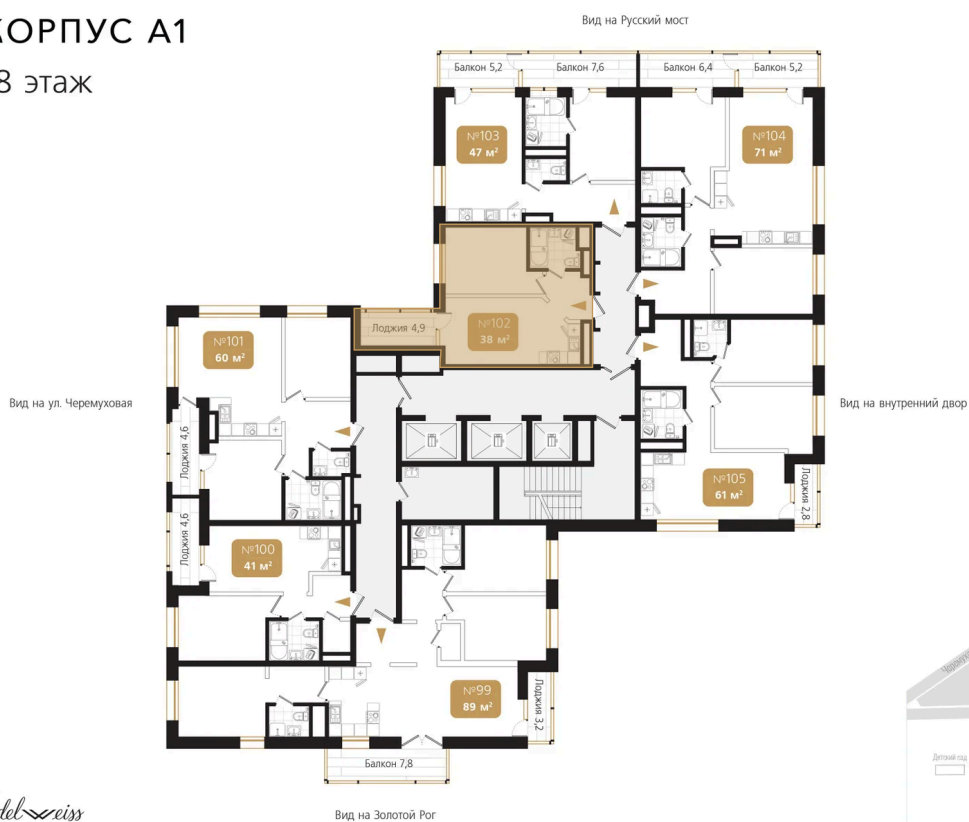 КОРПУС А1
8 этаж
Вид на Русский мост
Балкон 5,2
Балкон 7,6
Балкон 6,4
Балкон 5,2
№103
47 м²
№104
71 м²
Лоджия 4,9
№102
38 м²
№101
60 м²
Вид на ул. Черемуховая
Вид на внутренний двор
Лоджия 4,6
Лоджия 4,6
№105
61 м²
Лоджия 2,8
№100
41 м²
№99
89 м²
Лоджия 3,2
Балкон 7,8
Вид на Золотой Рог
Детский сад